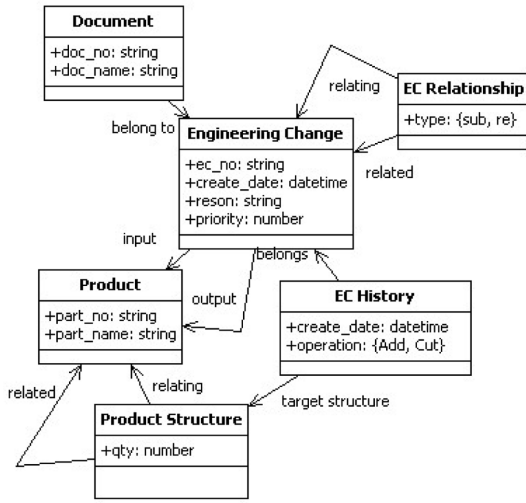 Document
+doc_no: string
+doc_name: string
belong to
relating
EC Relationship
+type: {sub, re}
related
Engineering Change
+ec_no: string
+create_date: datetime
+reson: string
+priority: number
input
belongs
output
Product
+part_no: string
+part_name: string
EC History
+create_date: datetime
+operation: {Add, Cut}
related
relating
target structure
Product Structure
+qty: number